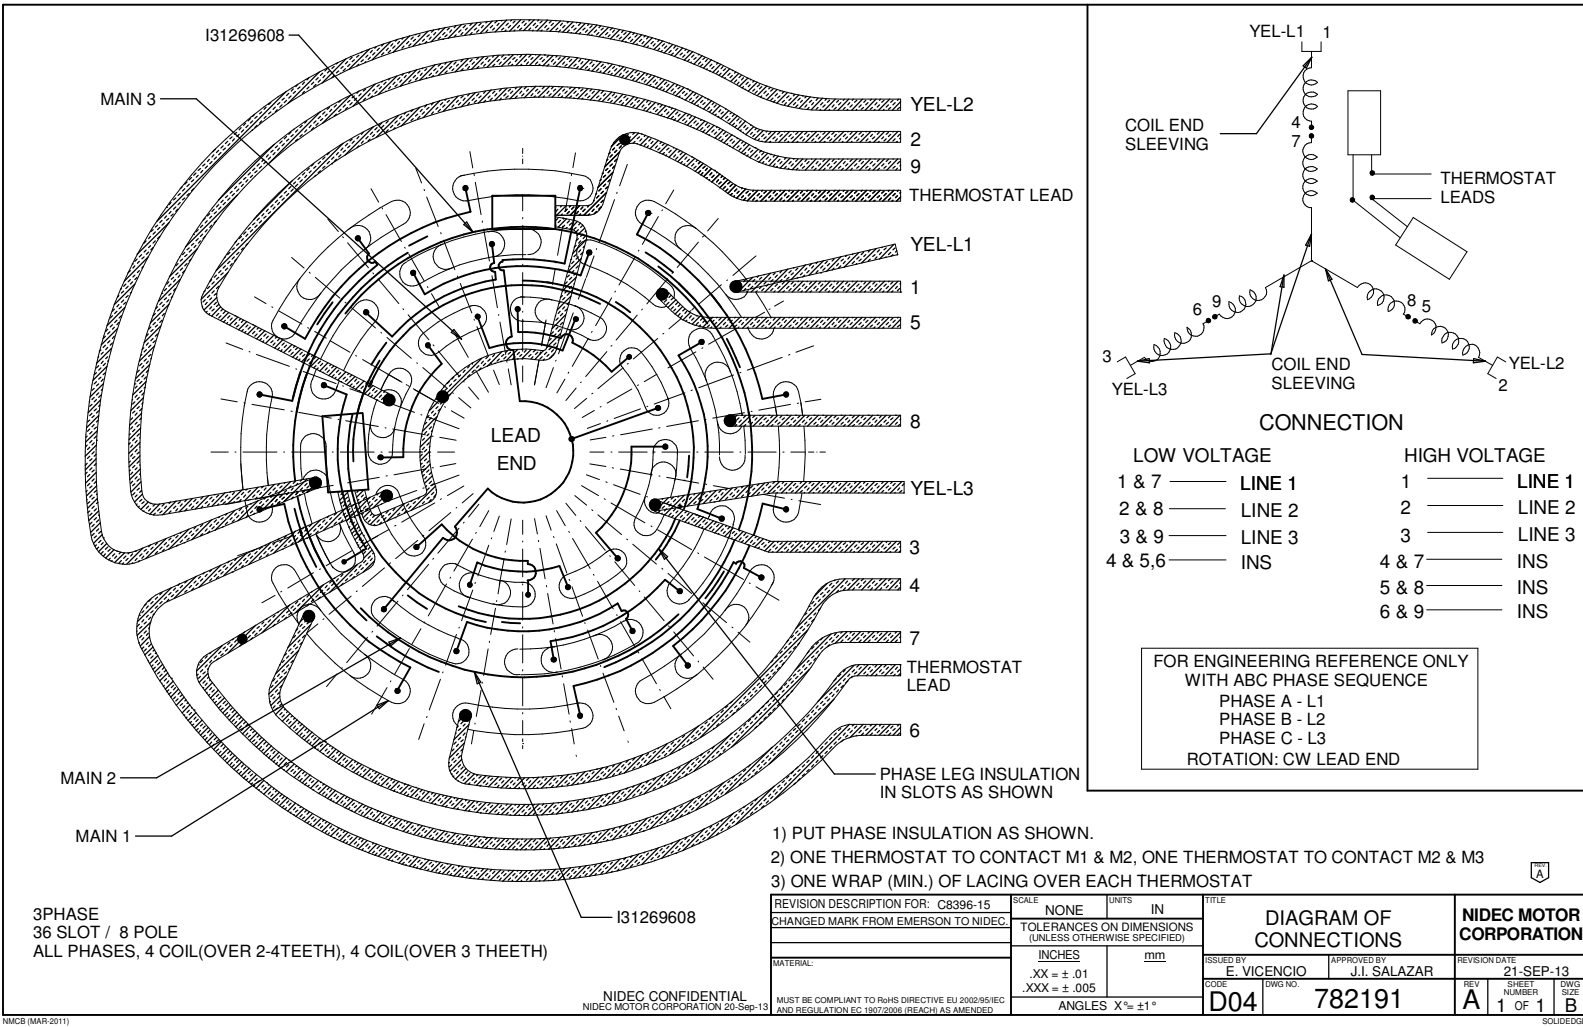 I31269608
MAIN 3
YEL-L2
2
9
THERMOSTAT LEAD
YEL-L1
1
5
8
YEL-L3
3
4
7
THERMOSTAT
LEAD
6
LEAD
END
PHASE LEG INSULATION
IN SLOTS AS SHOWN
MAIN 2
MAIN 1
I31269608
3PHASE
36 SLOT / 8 POLE
ALL PHASES, 4 COIL(OVER 2-4TEETH), 4 COIL(OVER 3 THEETH)
NIDEC CONFIDENTIAL
NIDEC MOTOR CORPORATION 20-Sep-13
NMCB (MAR-2011)
YEL-L1 1
COIL END
SLEEVING
4
7
THERMOSTAT
LEADS
6 9
8 5
3
YEL-L3
COIL END
SLEEVING
YEL-L2
2
CONNECTION
LOW VOLTAGE
1 & 7 LINE 1
2 & 8 LINE 2
3 & 9 LINE 3
4 & 5,6 INS
HIGH VOLTAGE
1 LINE 1
2 LINE 2
3 LINE 3
4 & 7 INS
5 & 8 INS
6 & 9 INS
FOR ENGINEERING REFERENCE ONLY
WITH ABC PHASE SEQUENCE
PHASE A - L1
PHASE B - L2
PHASE C - L3
ROTATION: CW LEAD END
1) PUT PHASE INSULATION AS SHOWN.
2) ONE THERMOSTAT TO CONTACT M1 & M2, ONE THERMOSTAT TO CONTACT M2 & M3
3) ONE WRAP (MIN.) OF LACING OVER EACH THERMOSTAT
REV
A
REVISION DESCRIPTION FOR: C8396-15
CHANGED MARK FROM EMERSON TO NIDEC.
MATERIAL:
MUST BE COMPLIANT TO RoHS DIRECTIVE EU 2002/95/IEC
AND REGULATION EC 1907/2006 (REACH) AS AMENDED
SCALE
NONE
UNITS
IN
TOLERANCES ON DIMENSIONS
(UNLESS OTHERWISE SPECIFIED)
INCHES
mm
.XX = ± .01
.XXX = ± .005
ANGLES X°= ±1°
TITLE
DIAGRAM OF
CONNECTIONS
NIDEC MOTOR
CORPORATION
ISSUED BY
E. VICENCIO
APPROVED BY
J.I. SALAZAR
REVISION DATE
21-SEP-13
CODE
D04
DWG NO.
782191
REV
A
SHEET
NUMBER
1 OF 1
DWG
SIZE
B
SOLIDEDGE